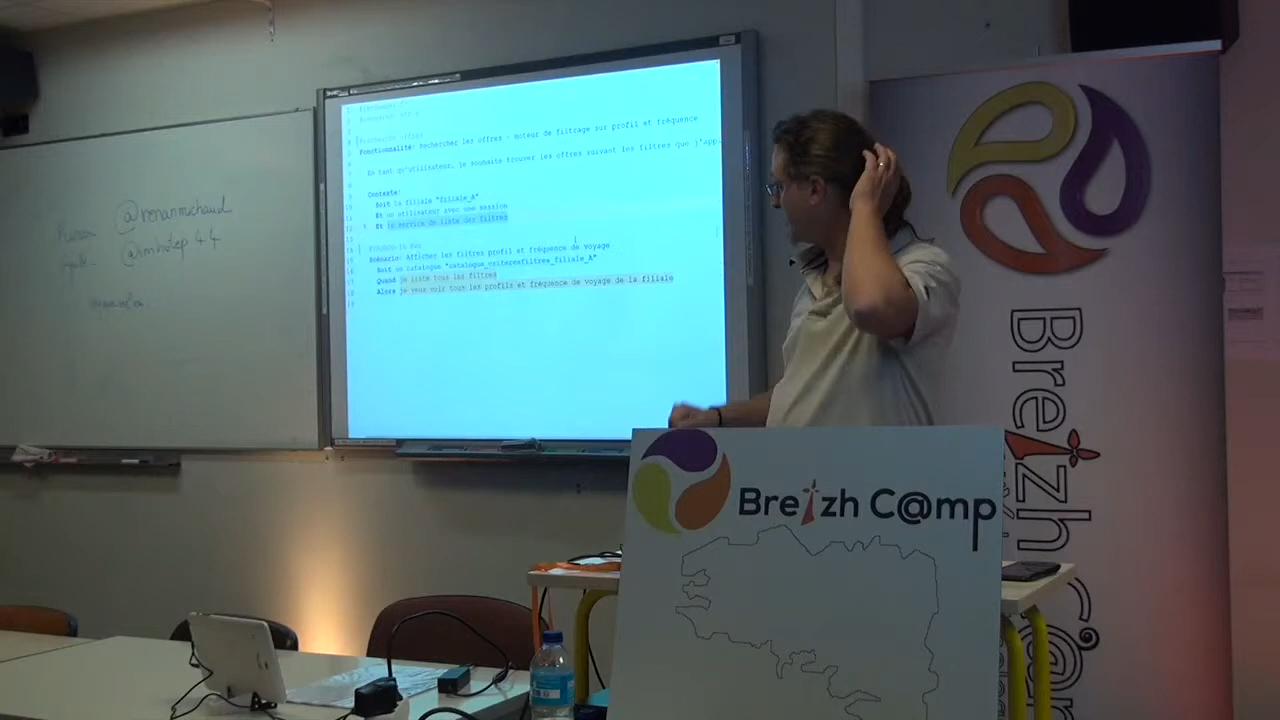 @renanmichaud
@imhotep44
Fonctionnalité: Rechercher les offres - moteur de filtrage sur profil et fréquence
En tant qu'utilisateur, je souhaite trouver les offres suivant les filtres que j'app
Contexte:
Soit la filiale "filiale_A"
Et un utilisateur avec une session
Et le service de liste des filtres
Scénario: Afficher les filtres profil et fréquence de voyage
Soit un catalogue "catalogue_criteresfiltres_filiale_A"
Quand je liste tous les filtres
Alors je veux voir tous les profils et fréquence de voyage de la filiale
Breizh C@mp
Breizh C@m